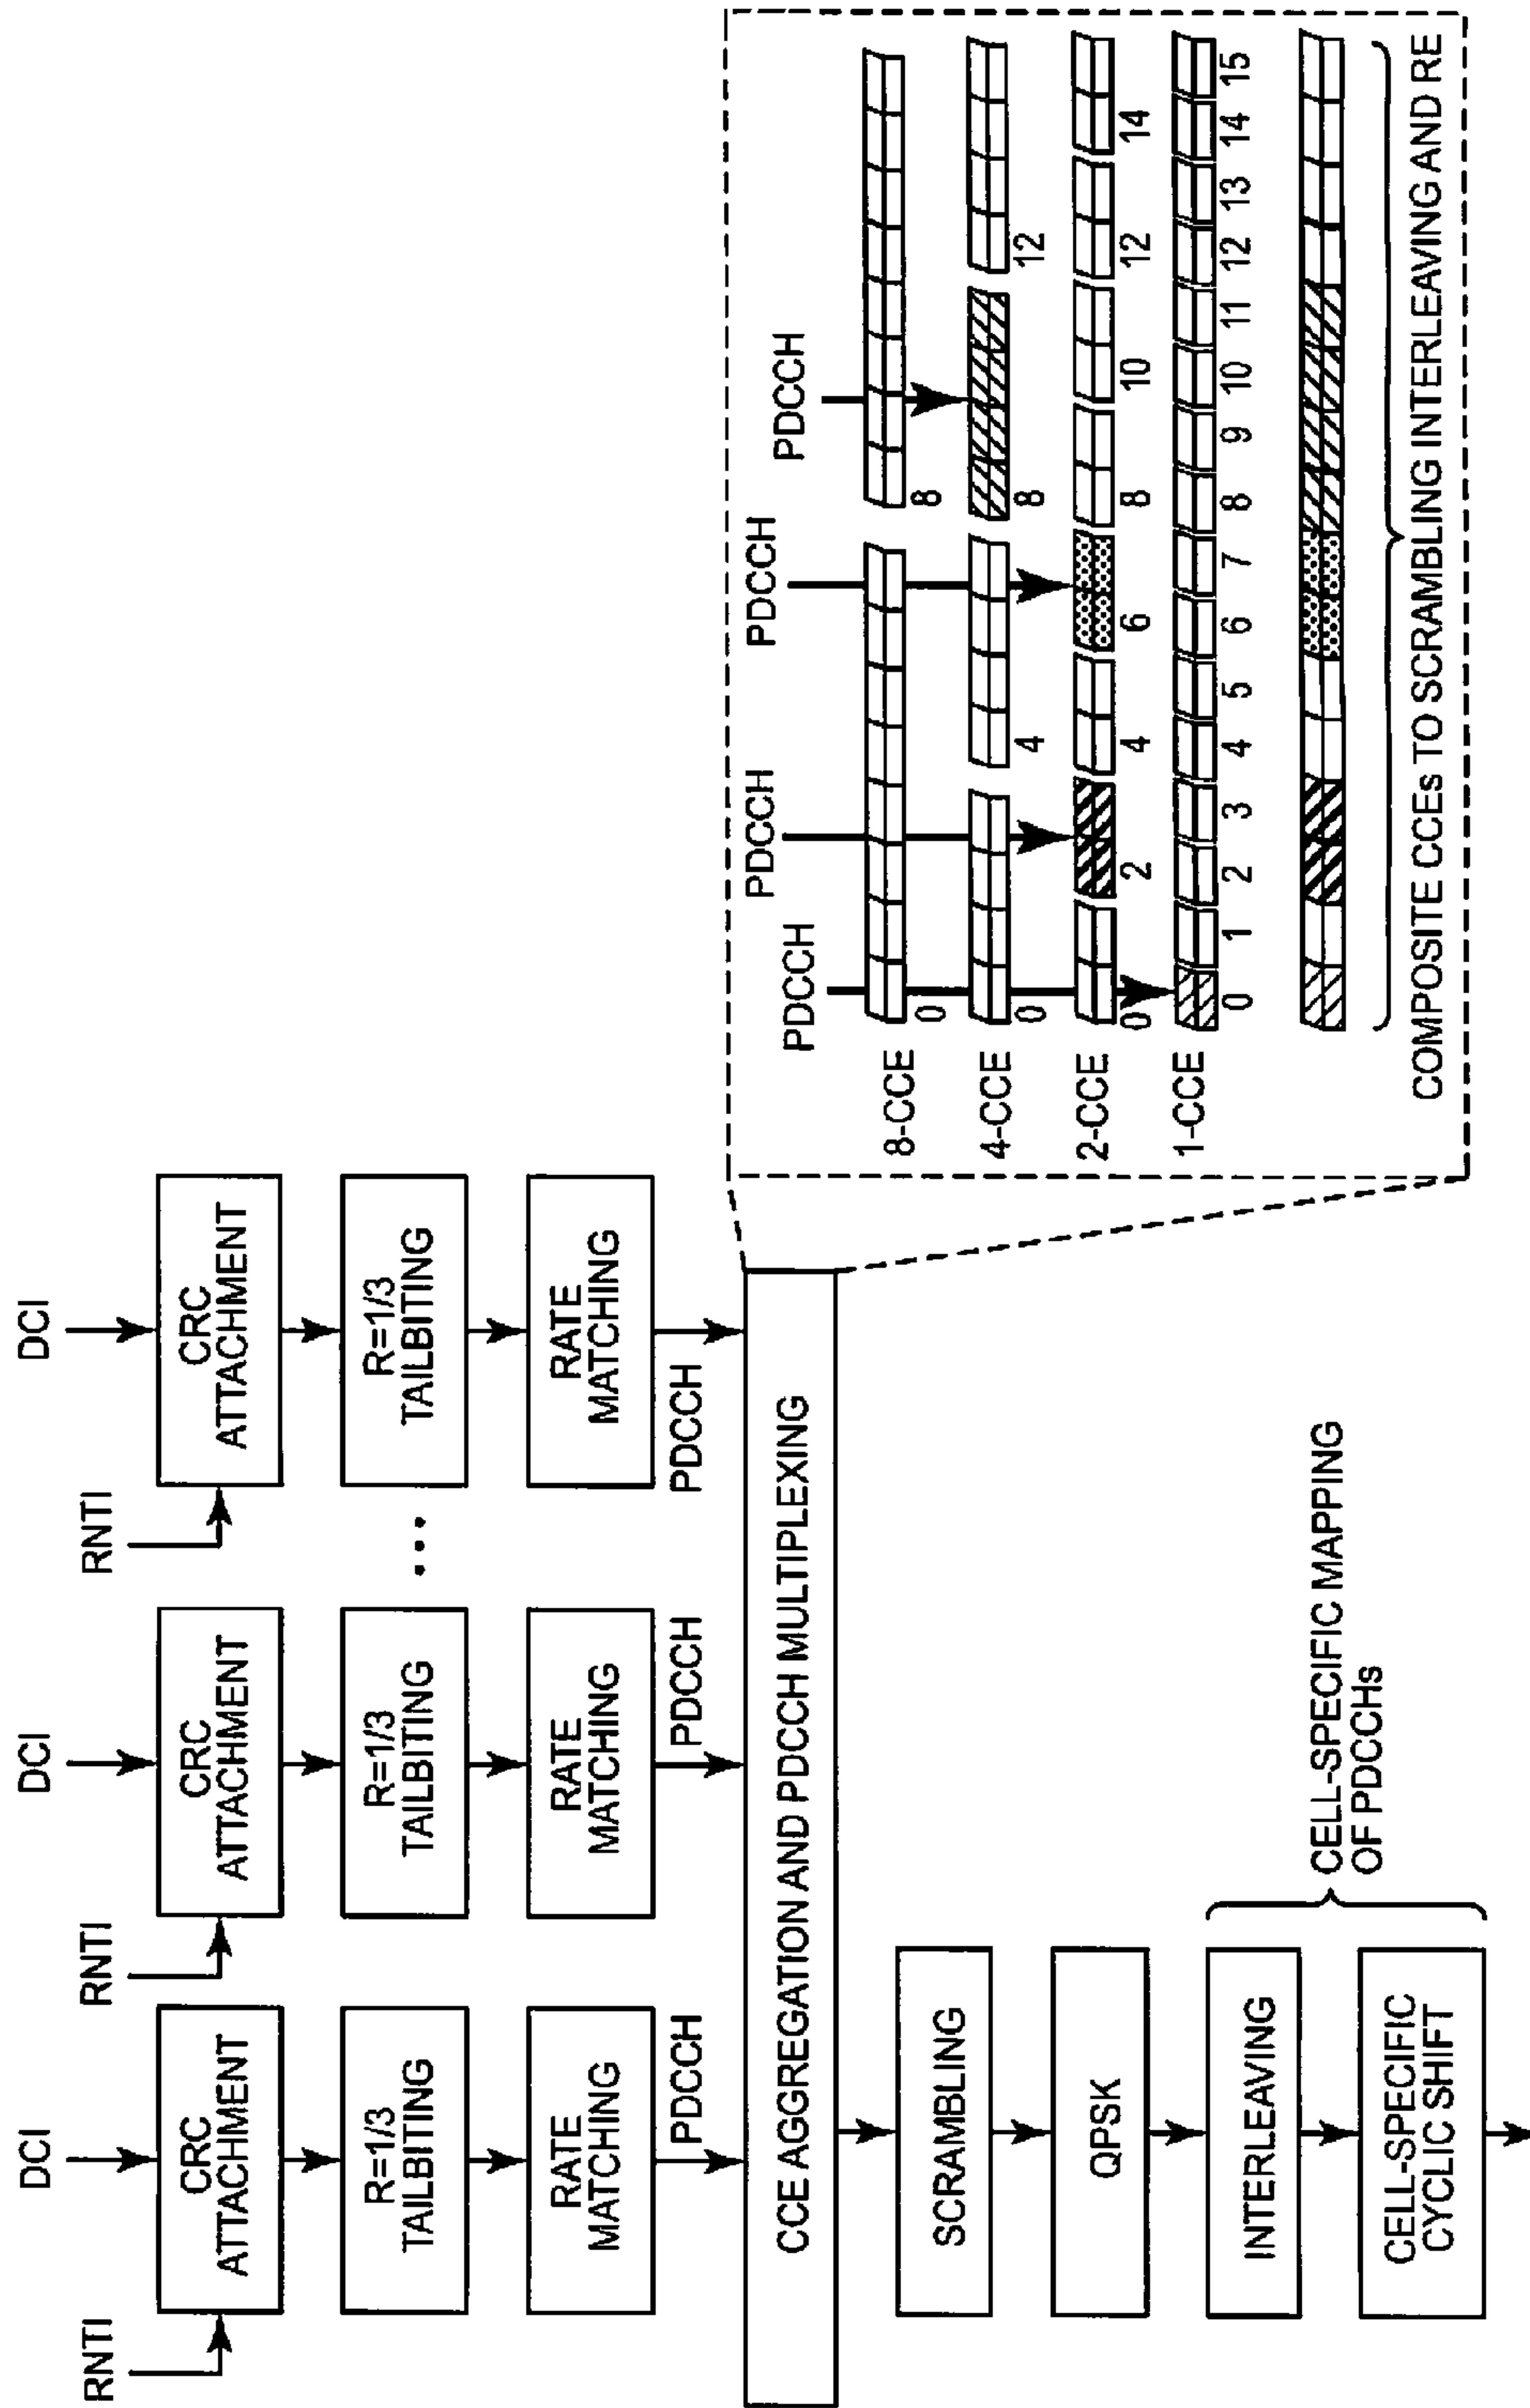 DCI
DCI
DCI
RNTI
RNTI
RNTI
CRC
ATTACHMENT
CRC
ATTACHMENT
CRC
ATTACHMENT
R=1/3
TAILBITING
R=1/3
TAILBITING
...
R=1/3
TAILBITING
RATE
MATCHING
RATE
MATCHING
RATE
MATCHING
PDCCH
PDCCH
PDCCH
CCE AGGREGATION AND PDCCH MULTIPLEXING
SCRAMBLING
QPSK
INTERLEAVING
CELL-SPECIFIC
CYCLIC SHIFT
CELL-SPECIFIC MAPPING
OF PDCCHs
PDCCH
PDCCH
PDCCH
PDCCH
8-CCE
0 8
4-CCE
0 4 8 12
2-CCE
0 2 4 6 8 10 12 14
1-CCE
0 1 2 3 4 5 6 7 8 9 10 11 12 13 14 15
COMPOSITE CCEs TO SCRAMBLING INTERLEAVING AND RE